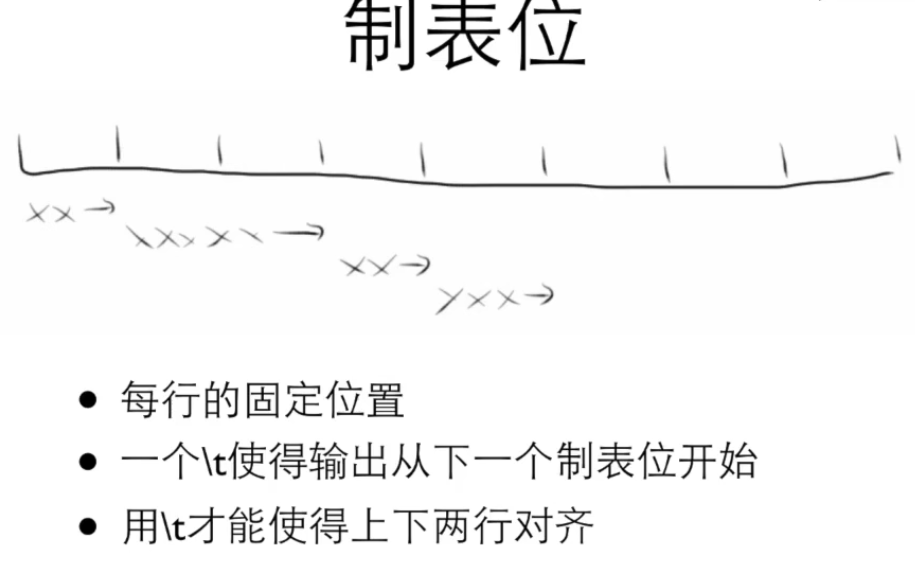 制表位
xx→
xxxxx→
xx→
yxx→
• 每行的固定位置
• 一个\t使得输出从下一个制表位开始
• 用\t才能使得上下两行对齐